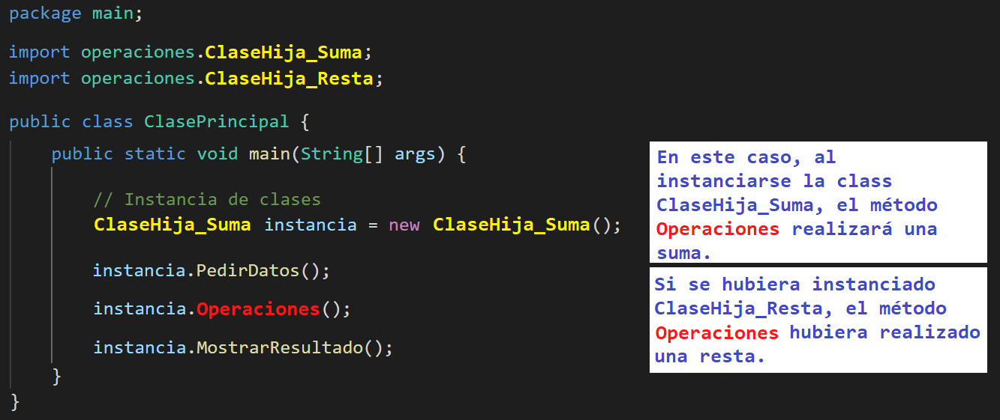 package main;
import operaciones.ClaseHija_Suma;
import operaciones.ClaseHija_Resta;
public class ClasePrincipal {
public static void main(String[] args) {
// Instancia de clases
ClaseHija_Suma instancia = new ClaseHija_Suma();
instancia.PedirDatos();
instancia.Operaciones();
instancia.MostrarResultado();
}
}
En este caso, al
instanciarse la class
ClaseHija_Suma, el método
Operaciones realizará una
suma.
Si se hubiera instanciado
ClaseHija_Resta, el método
Operaciones hubiera realizado
una resta.